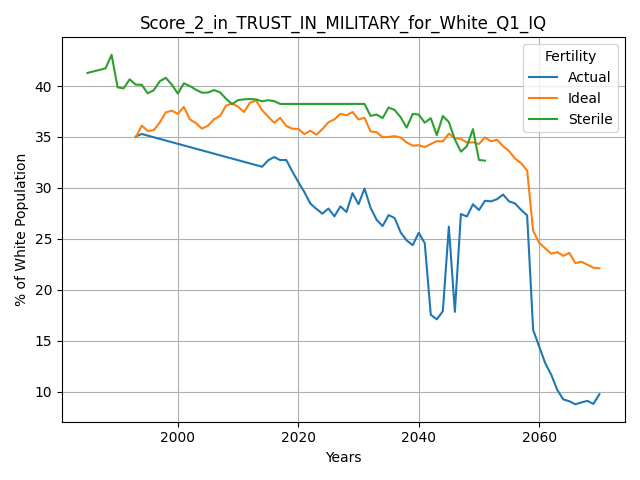 Score_2_in_TRUST_IN_MILITARY_for_White_Q1_IQ
Fertility
Actual
Ideal
Sterile
% of White Population
40
35
30
25
20
15
10
2000
2020
2040
2060
Years